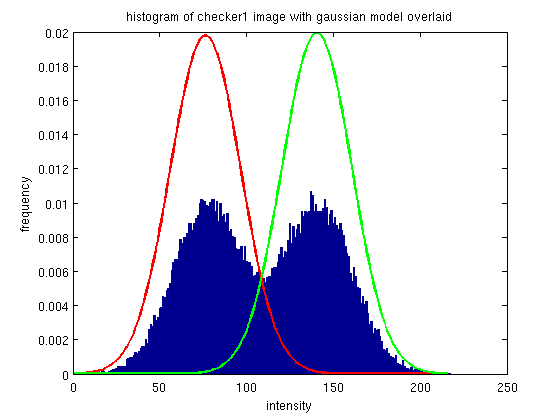 histogram of checker1 image with gaussian model overlaid
0.02
0.018
0.016
0.014
0.012
0.01
0.008
0.006
0.004
0.002
0
frequency
0 50 100 150 200 250
intensity